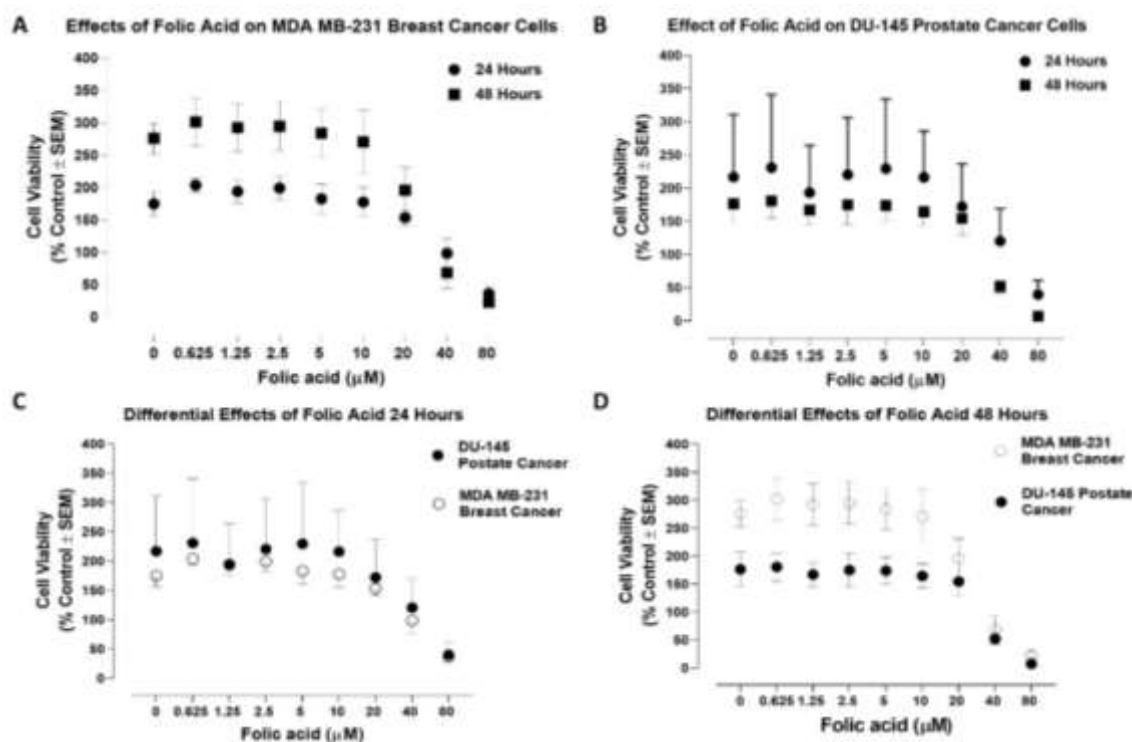 A
Effects of Folic Acid on MDA MB-231 Breast Cancer Cells
24 Hours
48 Hours
400
350
300
250
200
150
100
50
0
Cell Viability
(% Control ± SEM)
0 0.625 1.25 2.5 5 10 20 40 80
Folic acid (μM)
B
Effect of Folic Acid on DU-145 Prostate Cancer Cells
24 Hours
48 Hours
400
350
300
250
200
150
100
50
0
Cell Viability
(% Control ± SEM)
0 0.625 1.25 2.5 5 10 20 40 80
Folic acid (μM)
C
Differential Effects of Folic Acid 24 Hours
DU-145
Postate Cancer
MDA MB-231
Breast Cancer
400
350
300
250
200
150
100
50
0
Cell Viability
(% Control ± SEM)
0 0.625 1.25 2.5 5 10 20 40 80
Folic acid (μM)
D
Differential Effects of Folic Acid 48 Hours
MDA MB-231
Breast Cancer
DU-145 Postate
Cancer
400
350
300
250
200
150
100
50
0
Cell Viability
(% Control ± SEM)
0 0.625 1.25 2.5 5 10 20 40 80
Folic acid (μM)